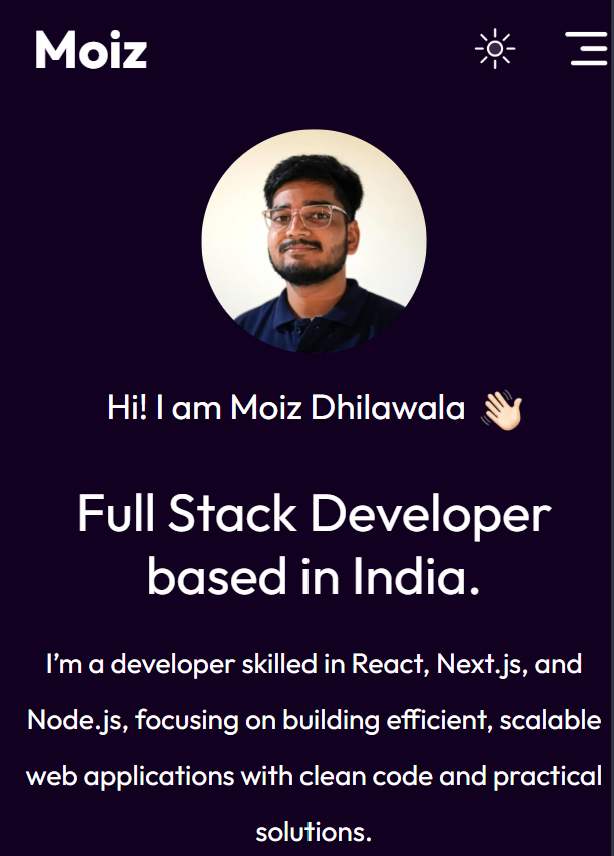 Moiz
Hi! I am Moiz Dhilawala 👋🏻
Full Stack Developer
based in India.
I’m a developer skilled in React, Next.js, and
Node.js, focusing on building efficient, scalable
web applications with clean code and practical
solutions.